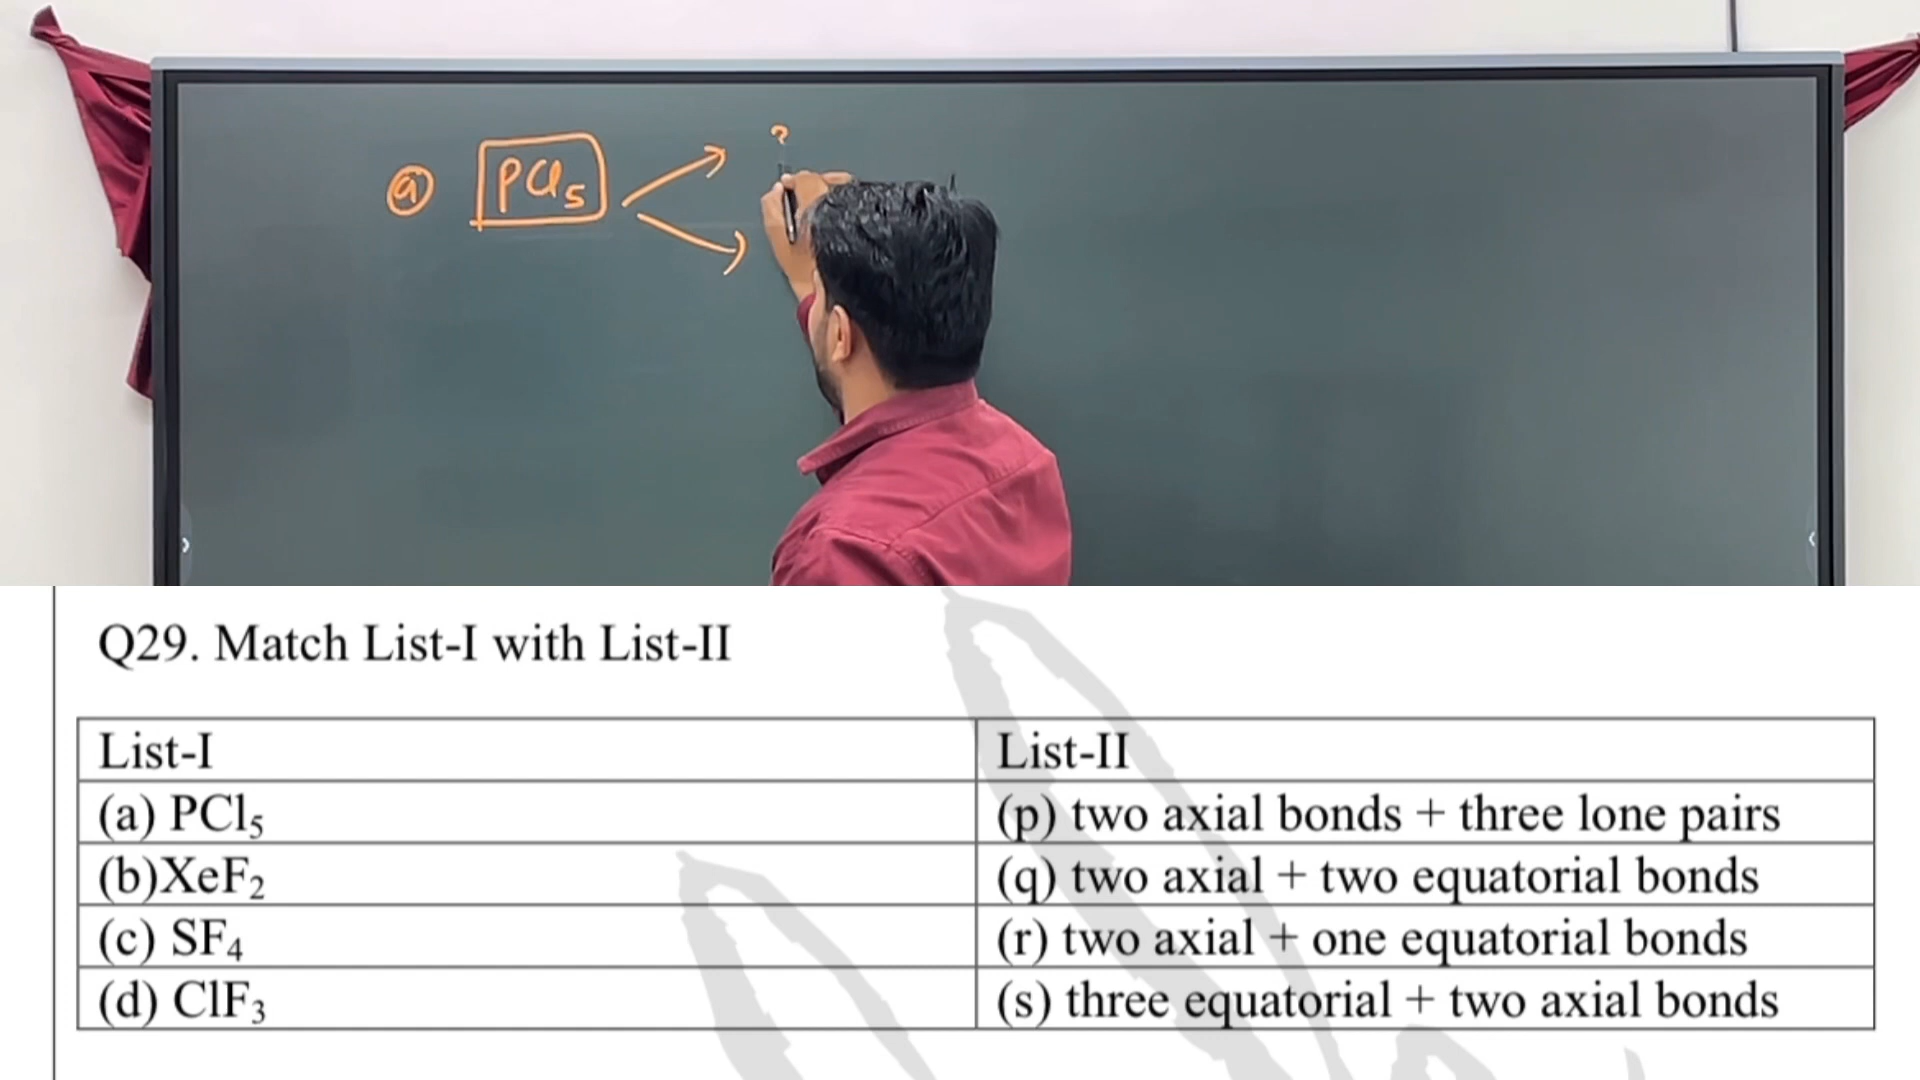 (a) PCl₅ ?
Q29. Match List-I with List-II
List-I List-II
(a) PCl₅ (p) two axial bonds + three lone pairs
(b)XeF₂ (q) two axial + two equatorial bonds
(c) SF₄ (r) two axial + one equatorial bonds
(d) ClF₃ (s) three equatorial + two axial bonds